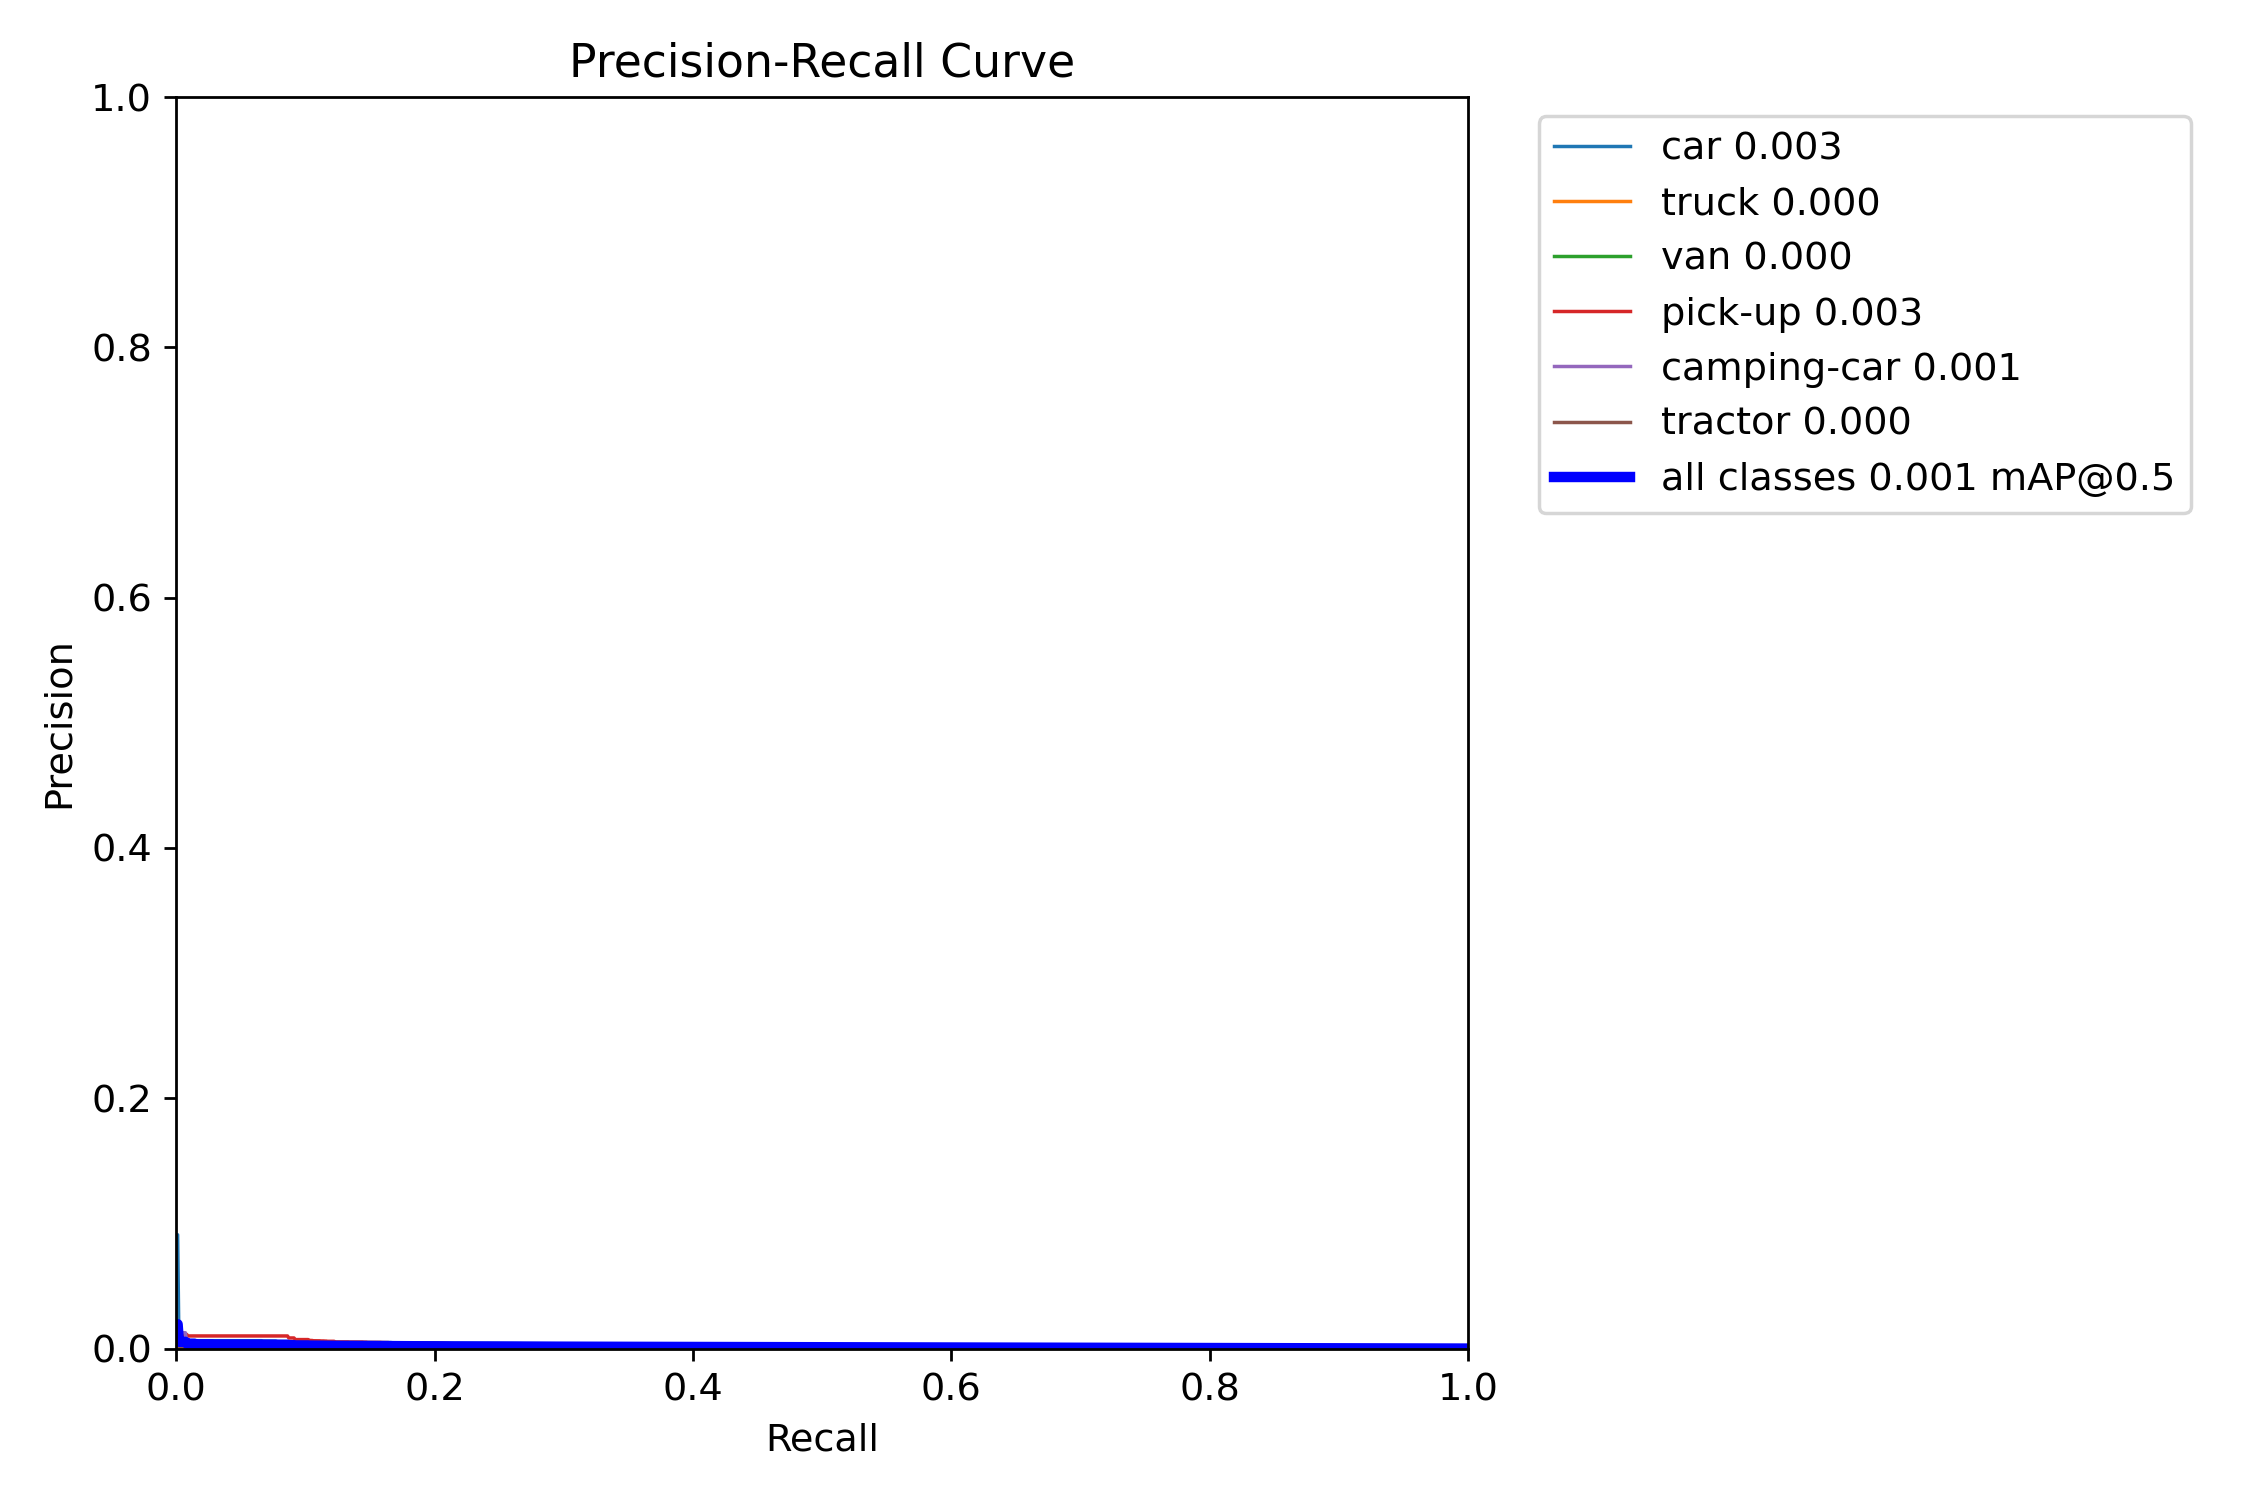 Precision-Recall Curve
1.0
0.8
0.6
0.4
0.2
0.0
Precision
0.0 0.2 0.4 0.6 0.8 1.0
Recall
car 0.003
truck 0.000
van 0.000
pick-up 0.003
camping-car 0.001
tractor 0.000
all classes 0.001 mAP@0.5